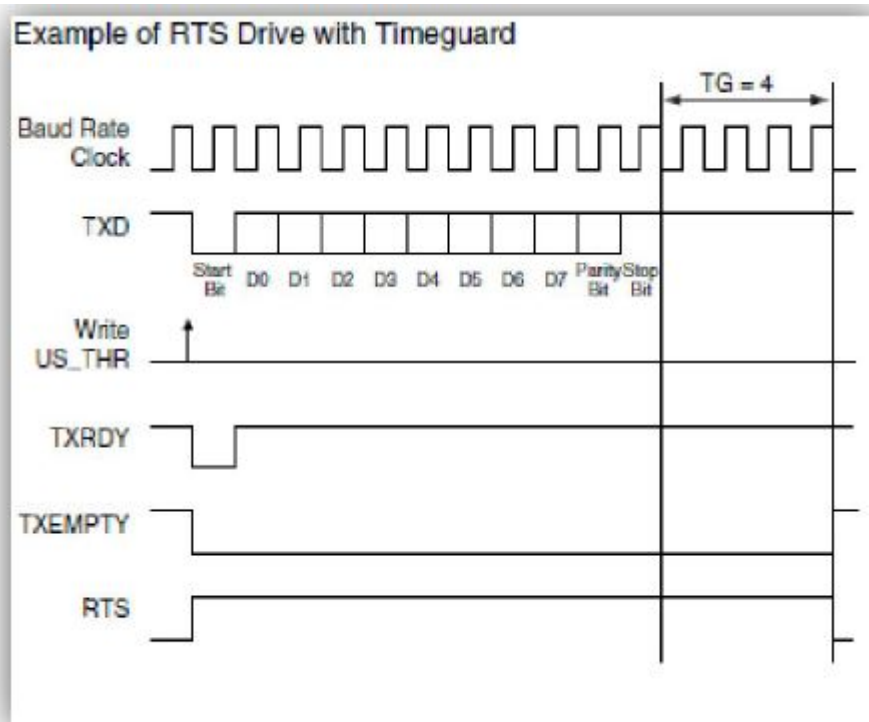 Example of RTS Drive with Timeguard
TG = 4
Baud Rate
Clock
TXD
Start
Bit
D0
D1
D2
D3
D4
D5
D6
D7
Parity
Bit
Stop
Bit
Write
US_THR
TXRDY
TXEMPTY
RTS